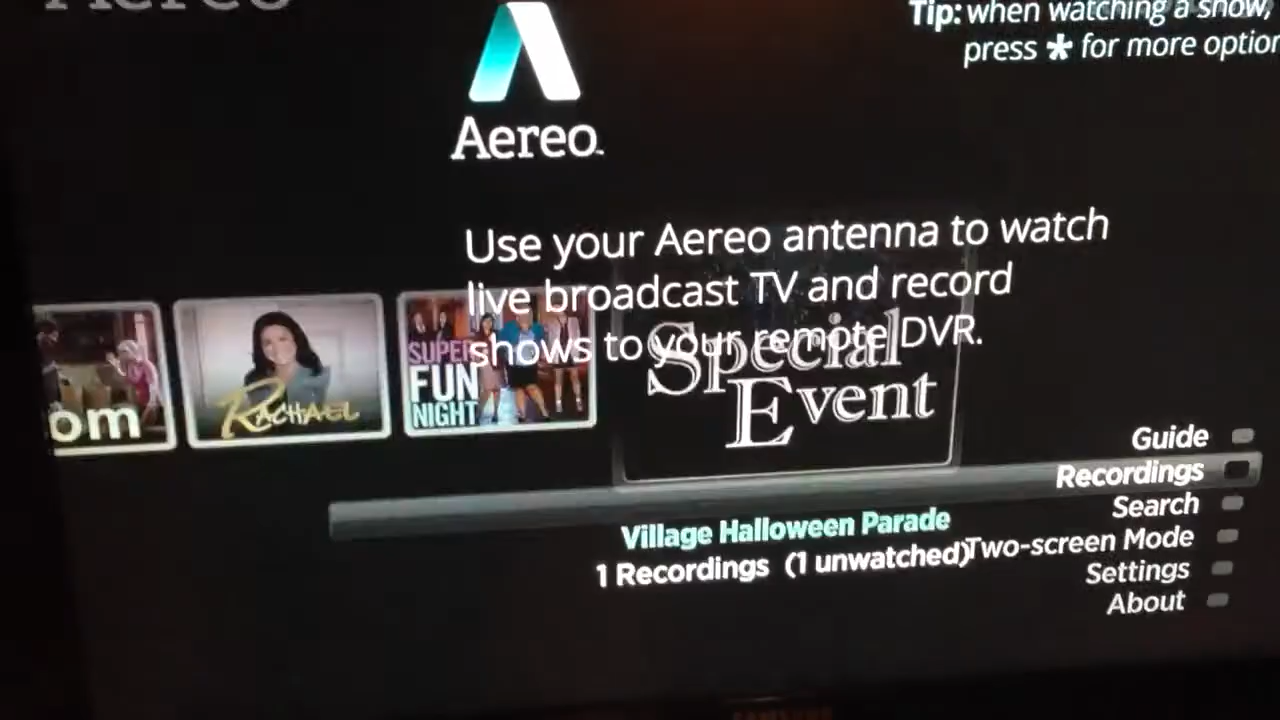 Aereo
Tip: when watching a show,
press * for more option
Aereo
Use your Aereo antenna to watch
live broadcast TV and record
shows to your remote DVR.
om
RACHAEL
SUPER
FUN
NIGHT
Special
Event
Guide
Recordings
Search
Two-screen Mode
Settings
About
Village Halloween Parade
1 Recordings (1 unwatched)
SAMSUNG